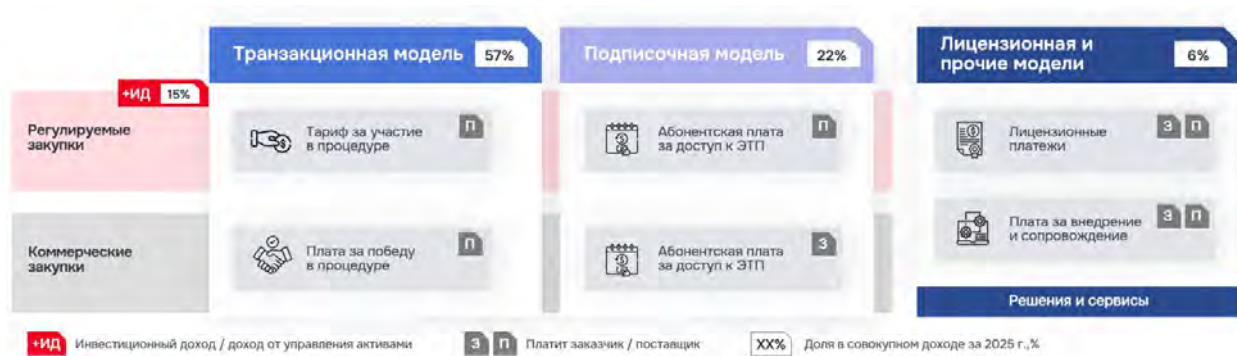 Транзакционная модель 57%
Подписочная модель 22%
Лицензионная и
прочие модели 6%
+ИД 15%
Регулируемые
закупки
Тариф за участие
в процедуре
П
Абонентская плата
за доступ к ЭТП
П
Лицензионные
платежи
З П
Коммерческие
закупки
Плата за победу
в процедуре
П
Абонентская плата
за доступ к ЭТП
З
Плата за внедрение
и сопровождение
З П
Решения и сервисы
+ИД Инвестиционный доход / доход от управления активами
З П Платит заказчик / поставщик
XX% Доля в совокупном доходе за 2025 г.,%